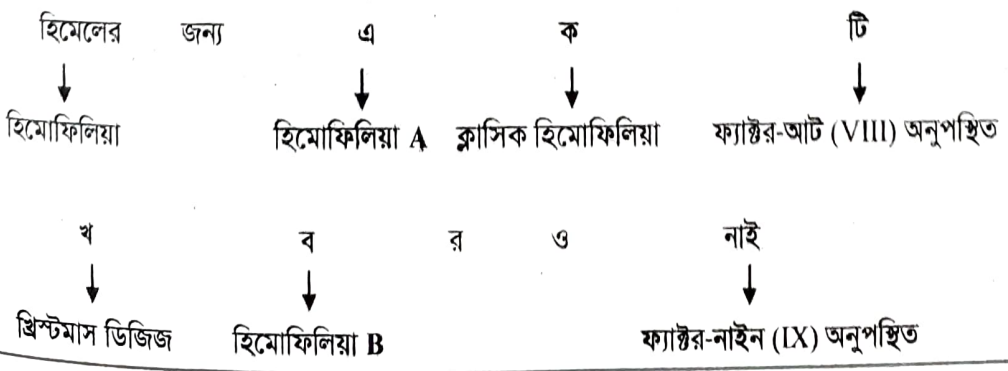 হিমেলের জন্য এ ক টি
হিমোফিলিয়া হিমোফিলিয়া A ক্লাসিক হিমোফিলিয়া ফ্যাক্টর-আট (VIII) অনুপস্থিত
খ ব র ও নাই
খ্রিস্টমাস ডিজিজ হিমোফিলিয়া B ফ্যাক্টর-নাইন (IX) অনুপস্থিত